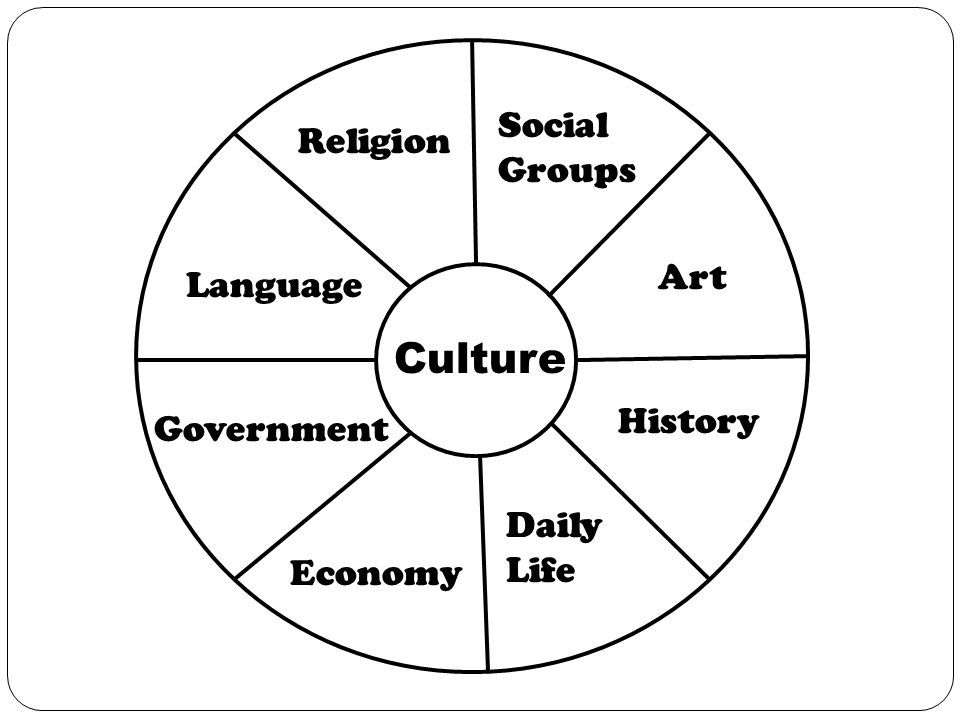 Religion
Social
Groups
Language
Art
Culture
Government
History
Economy
Daily
Life